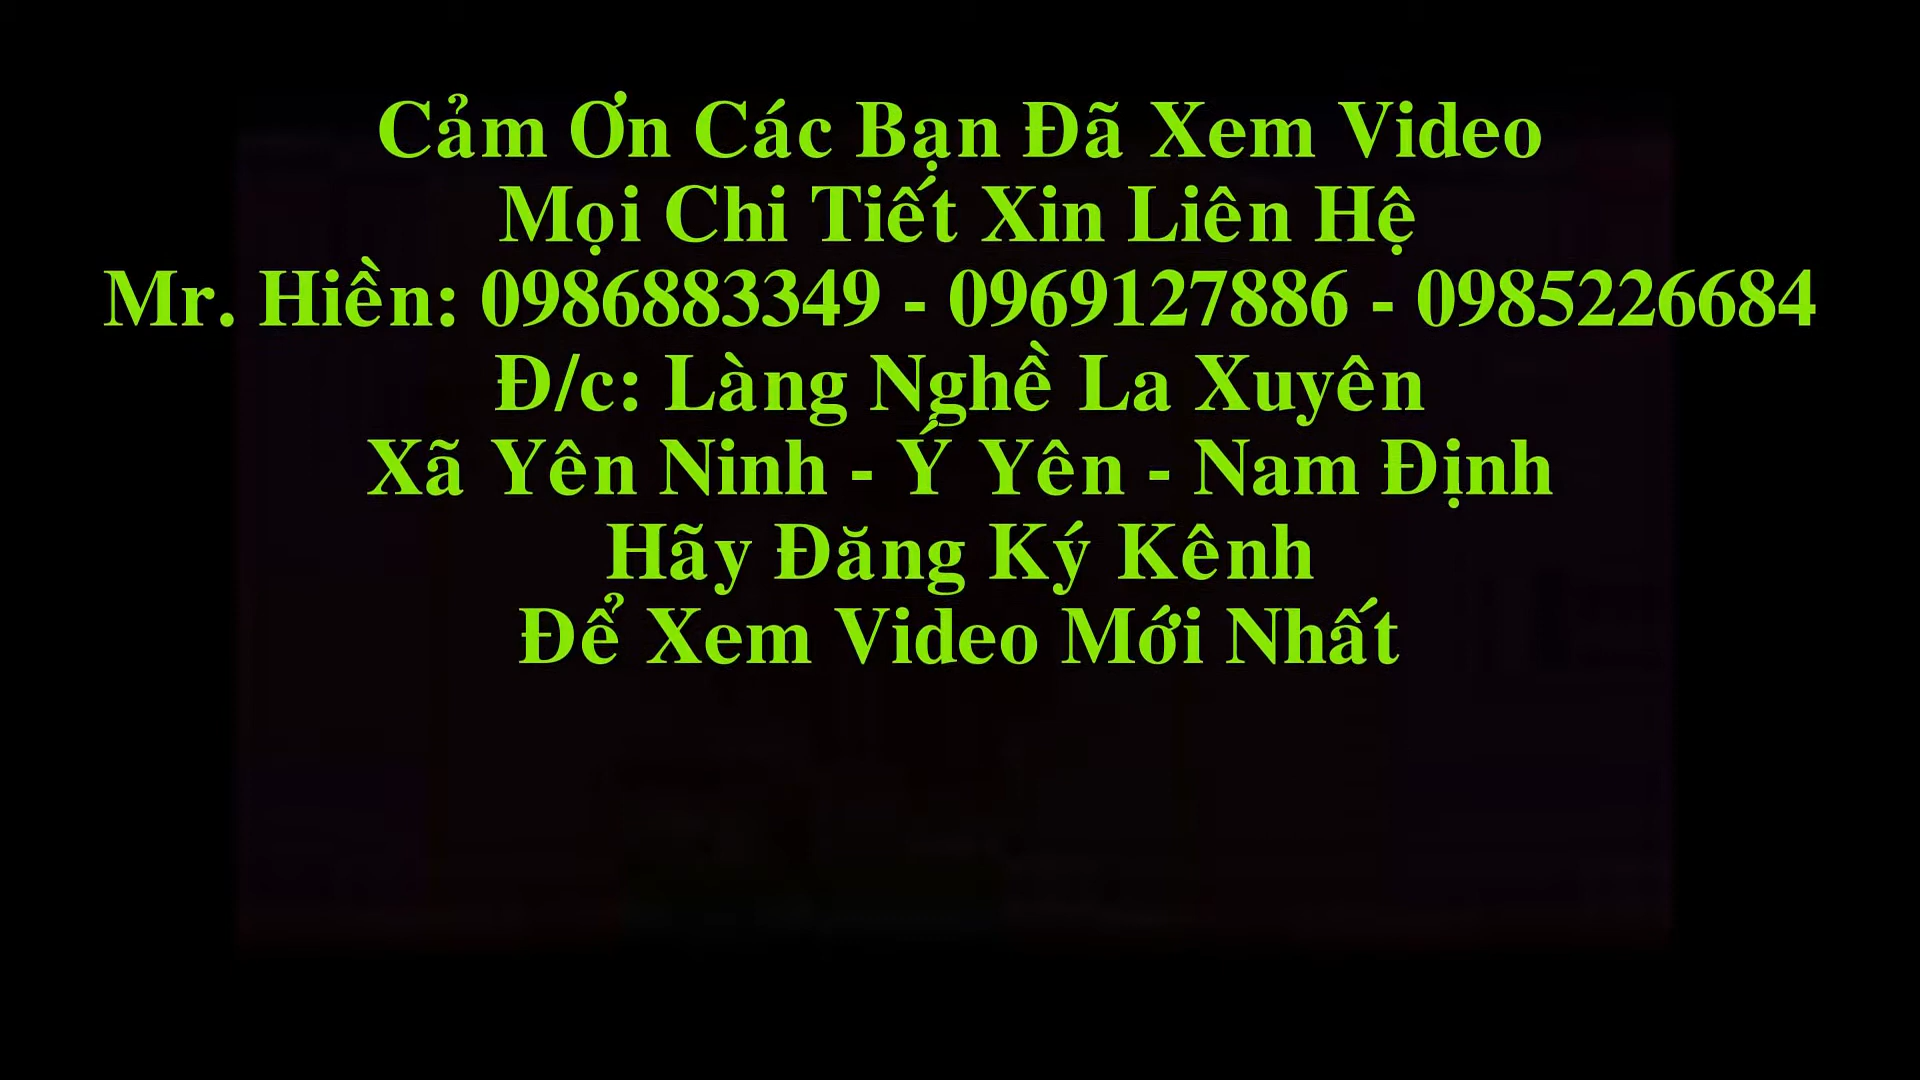 Cảm Ơn Các Bạn Đã Xem Video
Mọi Chi Tiết Xin Liên Hệ
Mr. Hiền: 0986883349 - 0969127886 - 0985226684
Đ/c: Làng Nghề La Xuyên
Xã Yên Ninh - Ý Yên - Nam Định
Hãy Đăng Ký Kênh
Để Xem Video Mới Nhất